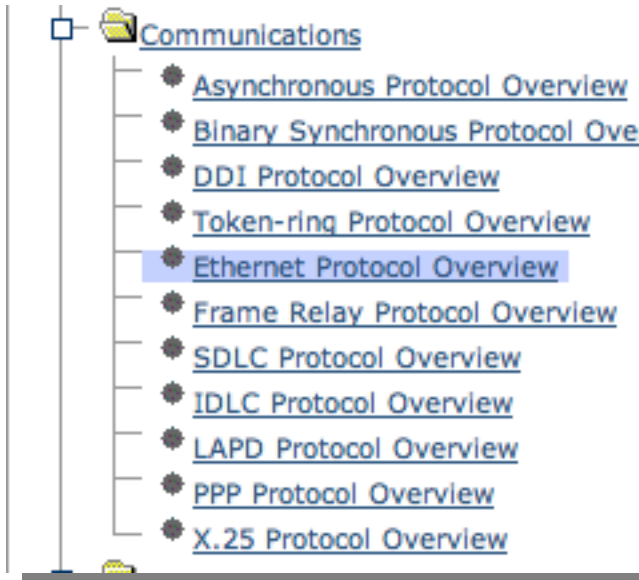 Communications
Asynchronous Protocol Overview
Binary Synchronous Protocol Ove
DDI Protocol Overview
Token-ring Protocol Overview
Ethernet Protocol Overview
Frame Relay Protocol Overview
SDLC Protocol Overview
IDLC Protocol Overview
LAPD Protocol Overview
PPP Protocol Overview
X.25 Protocol Overview